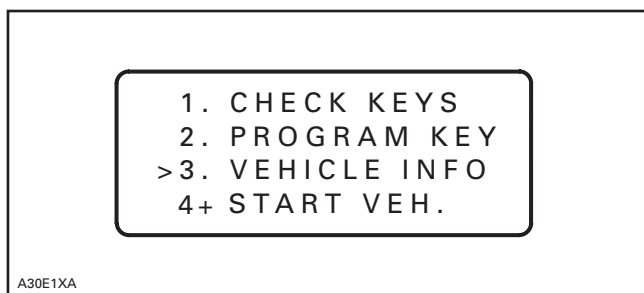 1. CHECK KEYS
2. PROGRAM KEY
>3. VEHICLE INFO
4+ START VEH.
A30E1XA